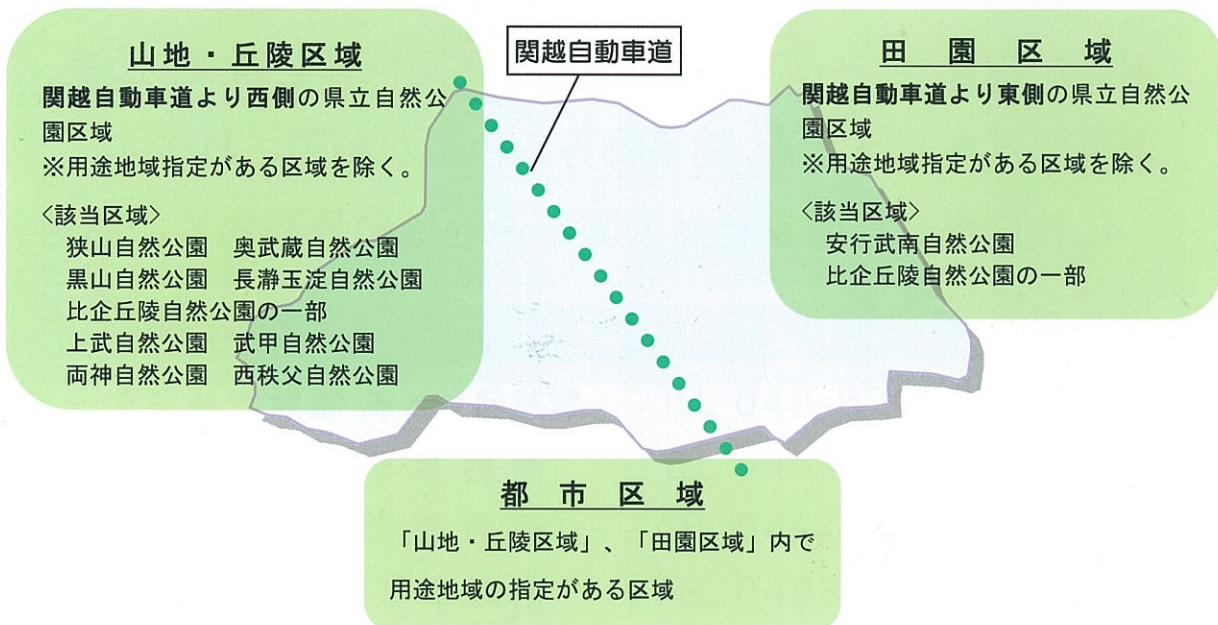 山地・丘陵区域
関越自動車道より西側の県立自然公
園区域
※用途地域指定がある区域を除く。
<該当区域>
狭山自然公園 奥武蔵自然公園
黒山自然公園 長瀞玉淀自然公園
比企丘陵自然公園の一部
上武自然公園 武甲自然公園
両神自然公園 西秩父自然公園
関越自動車道
田園区域
関越自動車道より東側の県立自然公
園区域
※用途地域指定がある区域を除く。
<該当区域>
安行武南自然公園
比企丘陵自然公園の一部
都市区域
「山地・丘陵区域」、「田園区域」内で
用途地域の指定がある区域